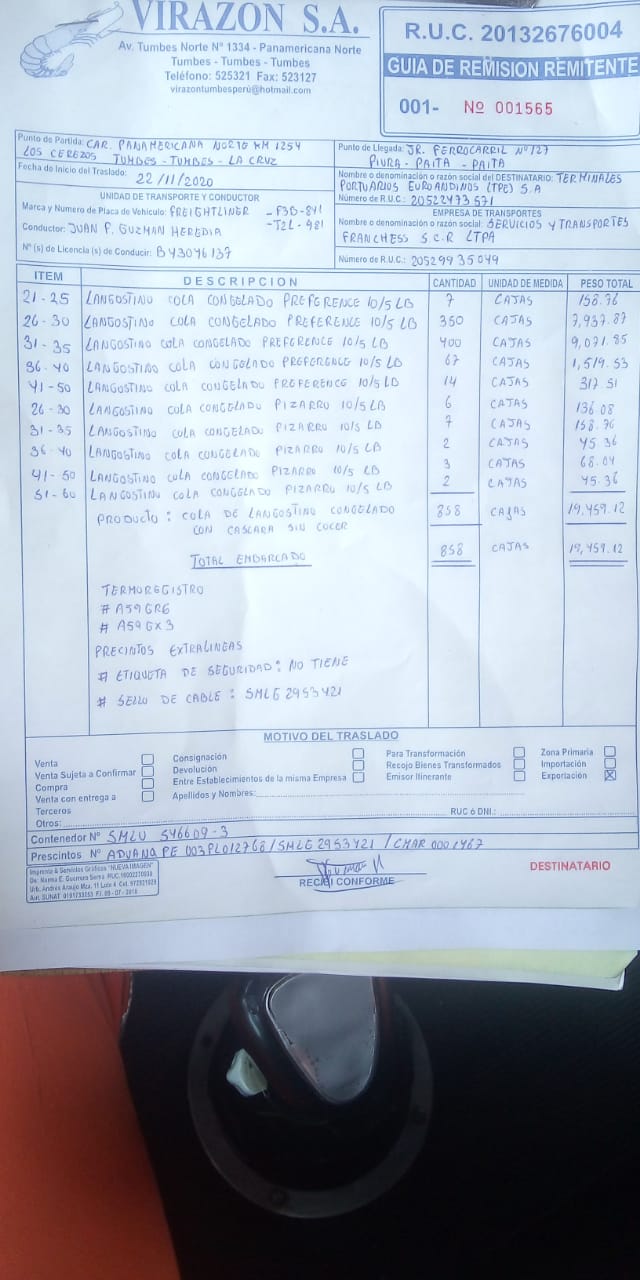 VIRAZON S.A.
Av. Tumbes Norte Nº 1334 - Panamericana Norte
Tumbes - Tumbes - Tumbes
Teléfono: 525321 Fax: 523127
virazontumbesperú@hotmail.com
R.U.C. 20132676004
GUIA DE REMISION REMITENTE
001- Nº 001565
Punto de Partida: CAR. PANAMERICANA NORTE KM 1254
LOS CEREZOS TUMBES - TUMBES - LA CRUZ
Fecha de Inicio del Traslado: 22/11/2020
Punto de Llegada: JR. FERROCARRIL Nº 127
PIURA - PAITA - PAITA
Nombre o denominación o razón social del DESTINATARIO: TERMINALES
PORTUARIOS EUROANDINOS (TPE) S.A
Número de R.U.C.: 20522473571
UNIDAD DE TRANSPORTE Y CONDUCTOR
Marca y Numero de Placa de Vehículo: FREIGHTLINER - F3G-841
- T2L - 981
Conductor: JUAN P. GUZMAN HEREDIA
Nº (s) de Licencia (s) de Conducir: B43046137
EMPRESA DE TRANSPORTES
Nombre o denominación o razón social: SERVICIOS Y TRANSPORTES
FRANCHESS S.C.R LTPA
Número de R.U.C.: 20529935049
ITEM DESCRIPCION CANTIDAD UNIDAD DE MEDIDA PESO TOTAL
21-25 LANGOSTINO COLA CONGELADO PREFERENCE 10/5 LB 7 CAJAS 158.76
26-30 LANGOSTINO COLA CONGELADO PREFERENCE 10/5 LB 350 CAJAS 7,937.87
31-35 LANGOSTINO COLA CONGELADO PREFERENCE 10/5 LB 400 CAJAS 9,071.85
36-40 LANGOSTINO COLA CONGELADO PREFERENCE 10/5 LB 67 CAJAS 1,519.53
41-50 LANGOSTINO COLA CONGELADO PREFERENCE 10/5 LB 14 CAJAS 317.51
26-30 LANGOSTINO COLA CONGELADO PIZARRO 10/5 LB 6 CAJAS 136.08
31-35 LANGOSTINO COLA CONGELADO PIZARRO 10/5 LB 7 CAJAS 158.76
36-40 LANGOSTINO COLA CONGELADO PIZARRO 10/5 LB 2 CAJAS 45.36
41-50 LANGOSTINO COLA CONGELADO PIZARRO 10/5 LB 3 CAJAS 68.04
51-60 LANGOSTINO COLA CONGELADO PIZARRO 10/5 LB 2 CAJAS 45.36
PRODUCTO: COLA DE LANGOSTINO CONGELADO 858 CAJAS 19,459.12
CON CASCARA SIN COCER
TOTAL EMBARCADO 858 CAJAS 19,459.12
TERMOREGISTRO
# A59GR6
# A59GX3
PRECINTOS EXTRALINEAS
# ETIQUETA DE SEGURIDAD: NO TIENE
# SELLO DE CABLE: SMLG2953421
MOTIVO DEL TRASLADO
Venta
Venta Sujeta a Confirmar
Compra
Venta con entrega a
Terceros
Otros:
Consignación
Devolución
Entre Establecimientos de la misma Empresa
Apellidos y Nombres:
Para Transformación
Recojo Bienes Transformados
Emisor Itinerante
Zona Primaria
Importación
Exportación X
RUC ó DNI:
Contenedor Nº SMLU 546609-3
Prescintos Nº ADUANA PE 003PL012768 / SMLG 2953421 / CMAR 0001467
Imprenta & Servicios Gráficos "NUEVA IMAGEN"
RECIBI CONFORME
DESTINATARIO